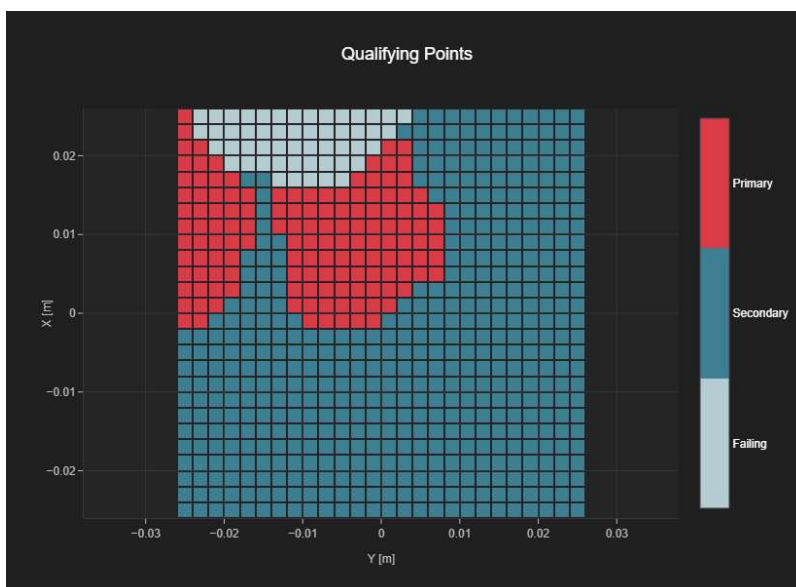 Qualifying Points
0.02
0.01
0
−0.01
−0.02
X [m]
−0.03
−0.02
−0.01
0
0.01
0.02
0.03
Y [m]
Primary
Secondary
Failing